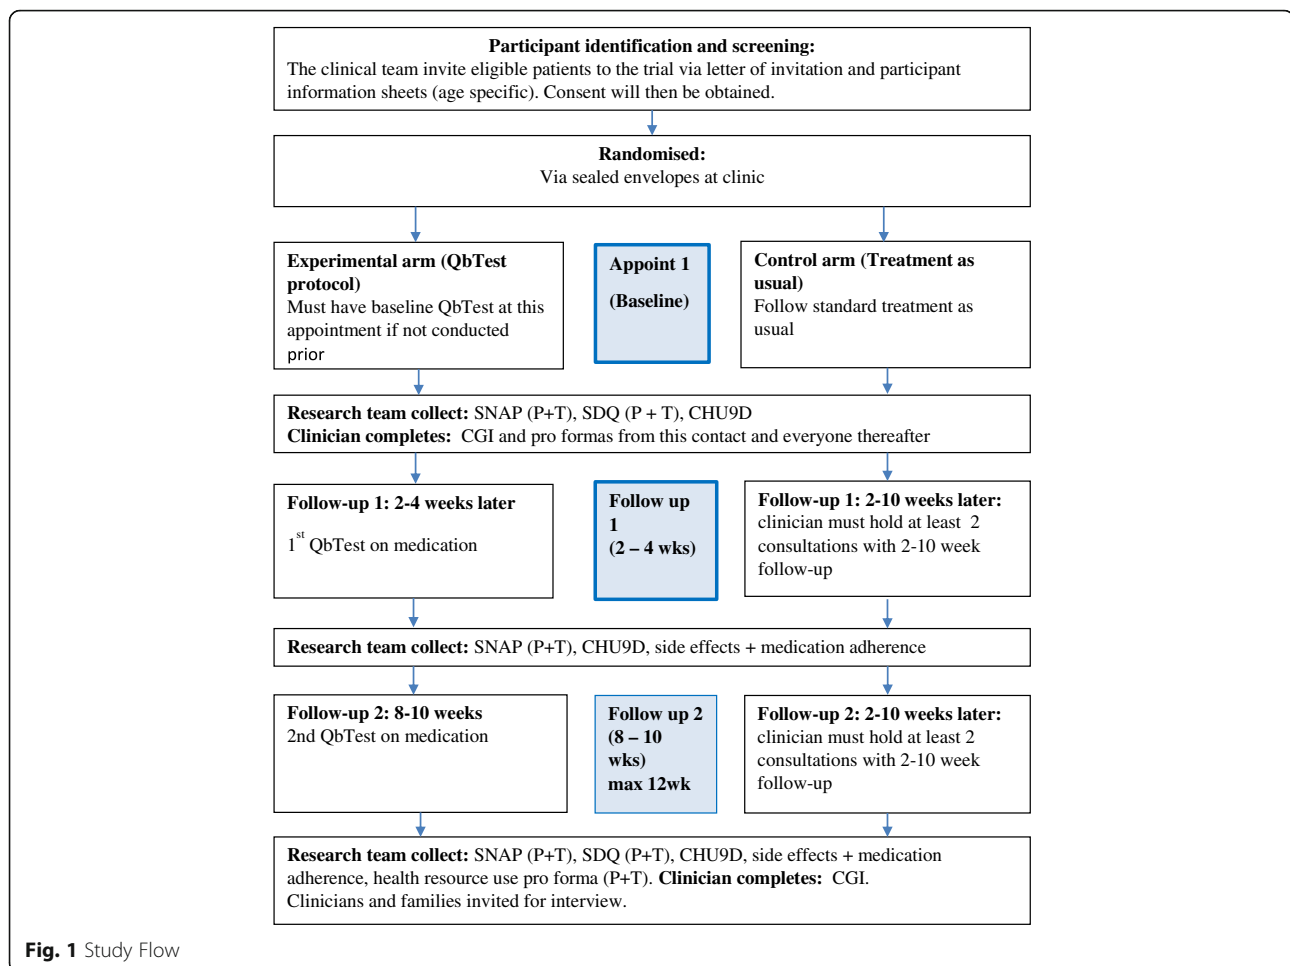 Participant identification and screening:
The clinical team invite eligible patients to the trial via letter of invitation and participant
information sheets (age specific). Consent will then be obtained.
Randomised:
Via sealed envelopes at clinic
Experimental arm (QbTest
protocol)
Must have baseline QbTest at this
appointment if not conducted
prior
Appoint 1
(Baseline)
Control arm (Treatment as
usual)
Follow standard treatment as
usual
Research team collect: SNAP (P+T), SDQ (P + T), CHU9D
Clinician completes: CGI and pro formas from this contact and everyone thereafter
Follow-up 1: 2-4 weeks later
1st QbTest on medication
Follow up
1
(2 – 4 wks)
Follow-up 1: 2-10 weeks later:
clinician must hold at least 2
consultations with 2-10 week
follow-up
Research team collect: SNAP (P+T), CHU9D, side effects + medication adherence
Follow-up 2: 8-10 weeks
2nd QbTest on medication
Follow up 2
(8 – 10
wks)
max 12wk
Follow-up 2: 2-10 weeks later:
clinician must hold at least 2
consultations with 2-10 week
follow-up
Research team collect: SNAP (P+T), SDQ (P+T), CHU9D, side effects + medication
adherence, health resource use pro forma (P+T). Clinician completes: CGI.
Clinicians and families invited for interview.
Fig. 1 Study Flow